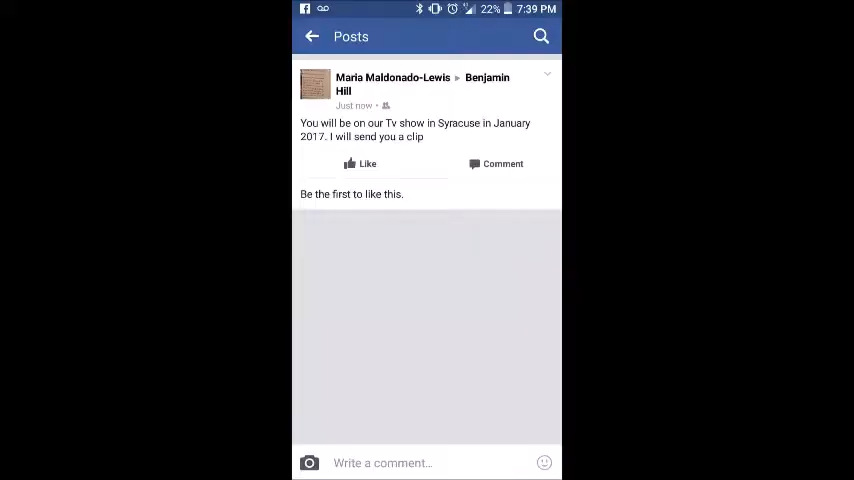 22% 7:39 PM
Posts
Maria Maldonado-Lewis ▸ Benjamin
Hill
Just now •
You will be on our Tv show in Syracuse in January
2017. I will send you a clip
Like Comment
Be the first to like this.
Write a comment...